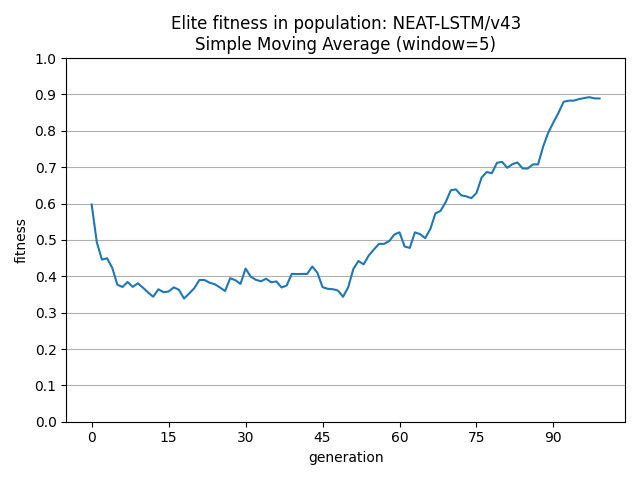 Elite fitness in population: NEAT-LSTM/v43
Simple Moving Average (window=5)
1.0
0.9
0.8
0.7
0.6
0.5
0.4
0.3
0.2
0.1
0.0
fitness
0 15 30 45 60 75 90
generation